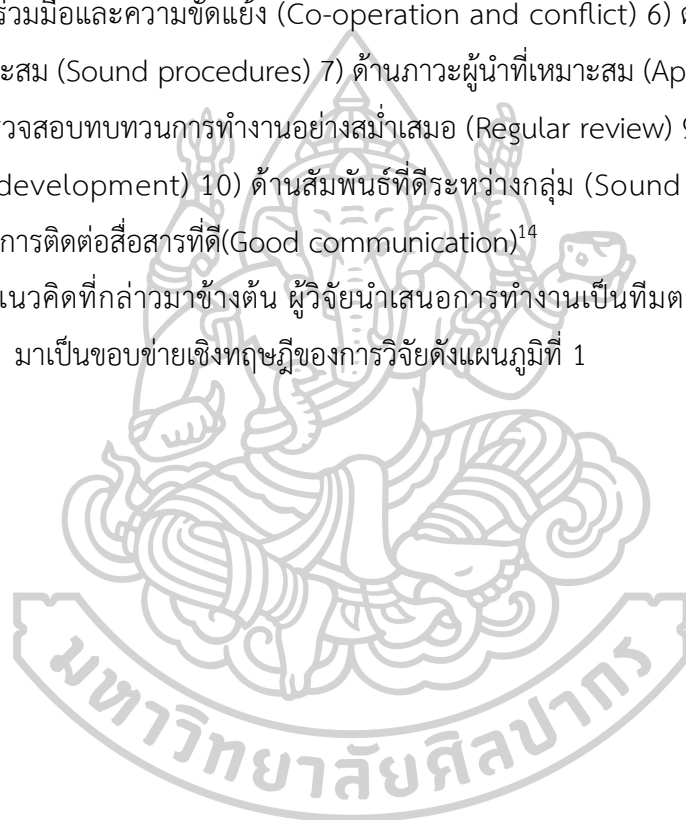 ร่วมมือและความขัดแย้ง (Co-operation and conflict) 6)
ะสม (Sound procedures) 7) ด้านภาวะผู้นำที่เหมาะสม (Ap
วจสอบทบทวนการทำงานอย่างสม่ำเสมอ (Regular review) 9
development) 10) ด้านสัมพันธ์ที่ดีระหว่างกลุ่ม (Sound
การติดต่อสื่อสารที่ดี(Good communication)14
แนวคิดที่กล่าวมาข้างต้น ผู้วิจัยนำเสนอการทำงานเป็นทีมต
มาเป็นขอบข่ายเชิงทฤษฎีของการวิจัยดังแผนภูมิที่ 1
มหาวิทยาลัยศิลปากร